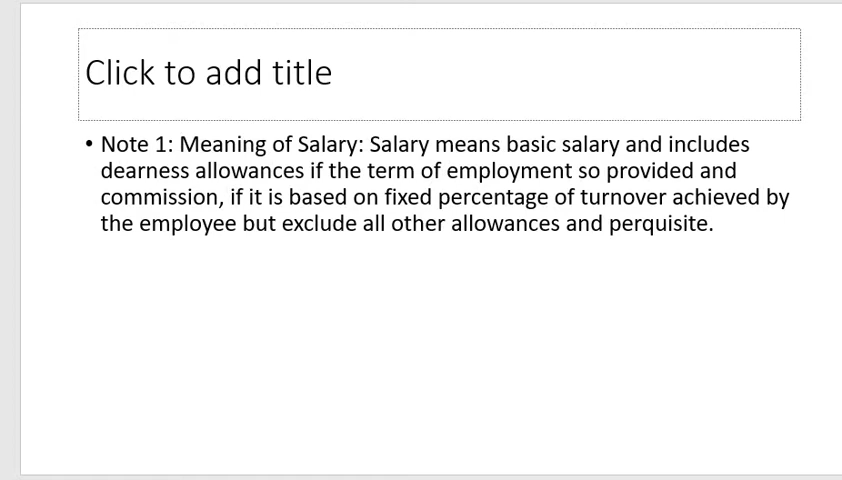 Click to add title
• Note 1: Meaning of Salary: Salary means basic salary and includes
dearness allowances if the term of employment so provided and
commission, if it is based on fixed percentage of turnover achieved by
the employee but exclude all other allowances and perquisite.